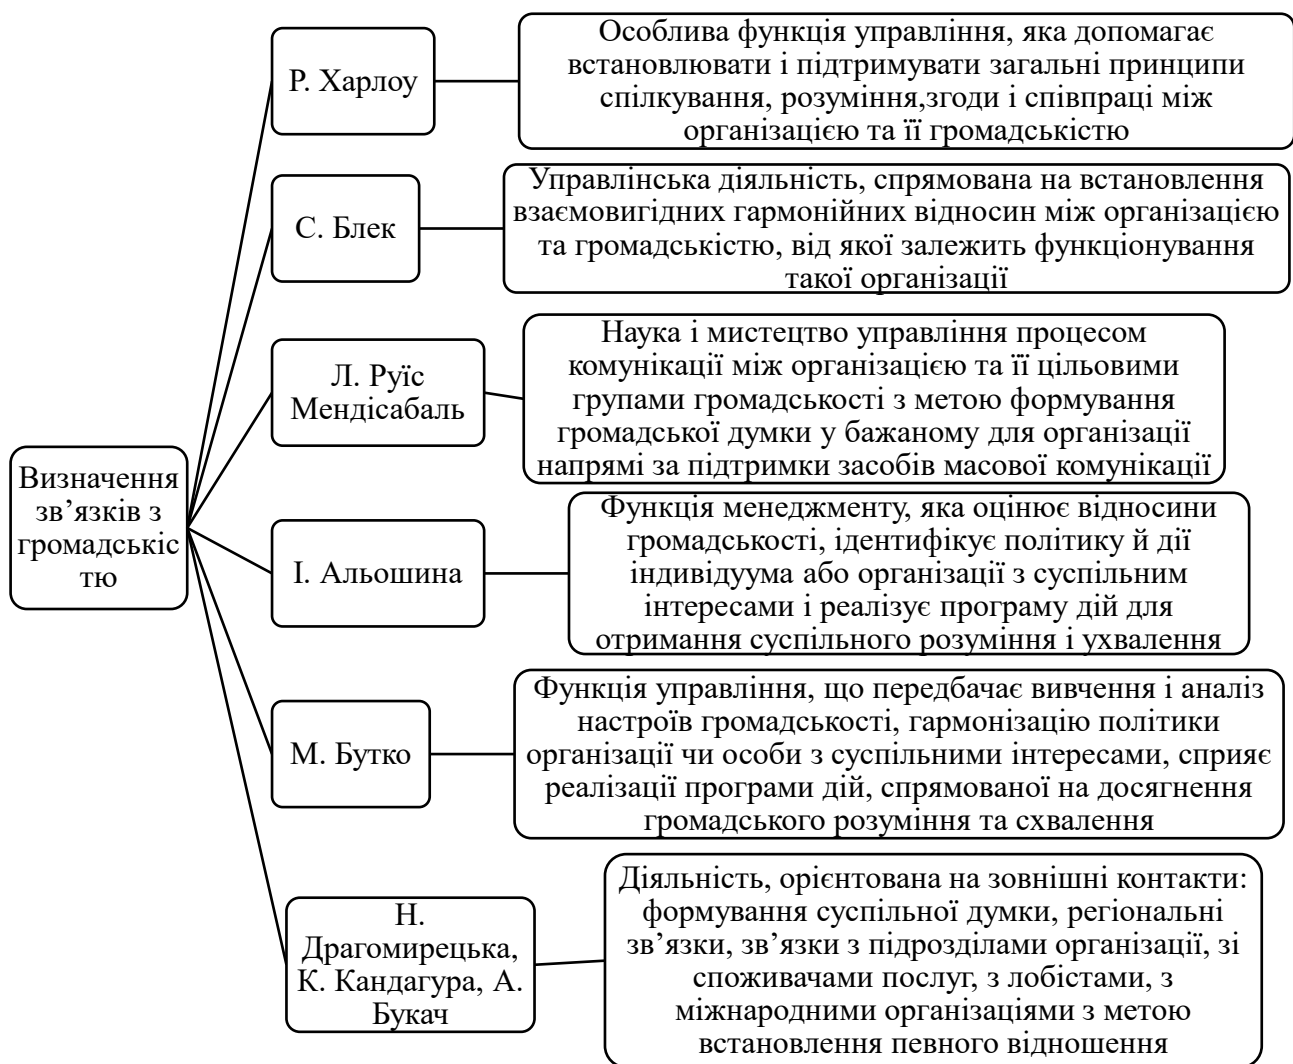 Визначення
зв’язків з
громадськіс
тю
Р. Харлоу
Особлива функція управління, яка допомагає
встановлювати і підтримувати загальні принципи
спілкування, розуміння,згоди і співпраці між
організацією та її громадськістю
С. Блек
Управлінська діяльність, спрямована на встановлення
взаємовигідних гармонійних відносин між організацією
та громадськістю, від якої залежить функціонування
такої організації
Л. Руїс
Мендісабаль
Наука і мистецтво управління процесом
комунікації між організацією та її цільовими
групами громадськості з метою формування
громадської думки у бажаному для організації
напрямі за підтримки засобів масової комунікації
І. Альошина
Функція менеджменту, яка оцінює відносини
громадськості, ідентифікує політику й дії
індивідуума або організації з суспільним
інтересами і реалізує програму дій для
отримання суспільного розуміння і ухвалення
М. Бутко
Функція управління, що передбачає вивчення і аналіз
настроїв громадськості, гармонізацію політики
організації чи особи з суспільними інтересами, сприяє
реалізації програми дій, спрямованої на досягнення
громадського розуміння та схвалення
Н.
Драгомирецька,
К. Кандагура, А.
Букач
Діяльність, орієнтована на зовнішні контакти:
формування суспільної думки, регіональні
зв’язки, зв’язки з підрозділами організації, зі
споживачами послуг, з лобістами, з
міжнародними організаціями з метою
встановлення певного відношення